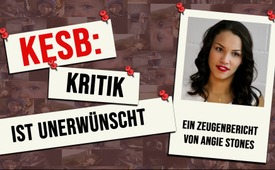 KESB:
KRITIK
IST UNERWÜNSCHT
EIN ZEUGENBERICHT
VON ANGIE STONES